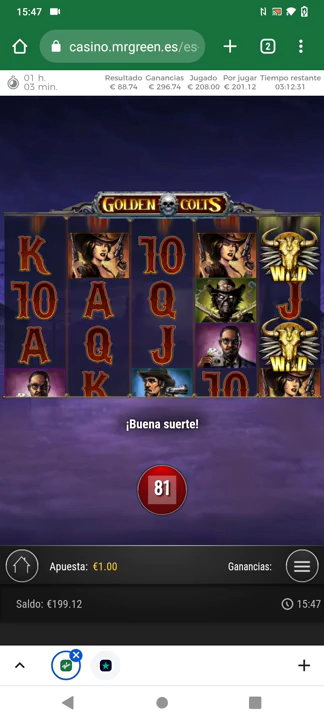 15:47
casino.mrgreen.es/es
2
01 h.
03 min.
Resultado Ganancias Jugado Por jugar Tiempo restante
€ 88.74 € 296.74 € 208.00 € 201.12 03:12:31
GOLDEN COLTS
K 10 WILD
10 A Q J
A Q J WILD
K 10
¡Buena suerte!
81
Apuesta: €1.00 Ganancias:
Saldo: €199.12 15:47